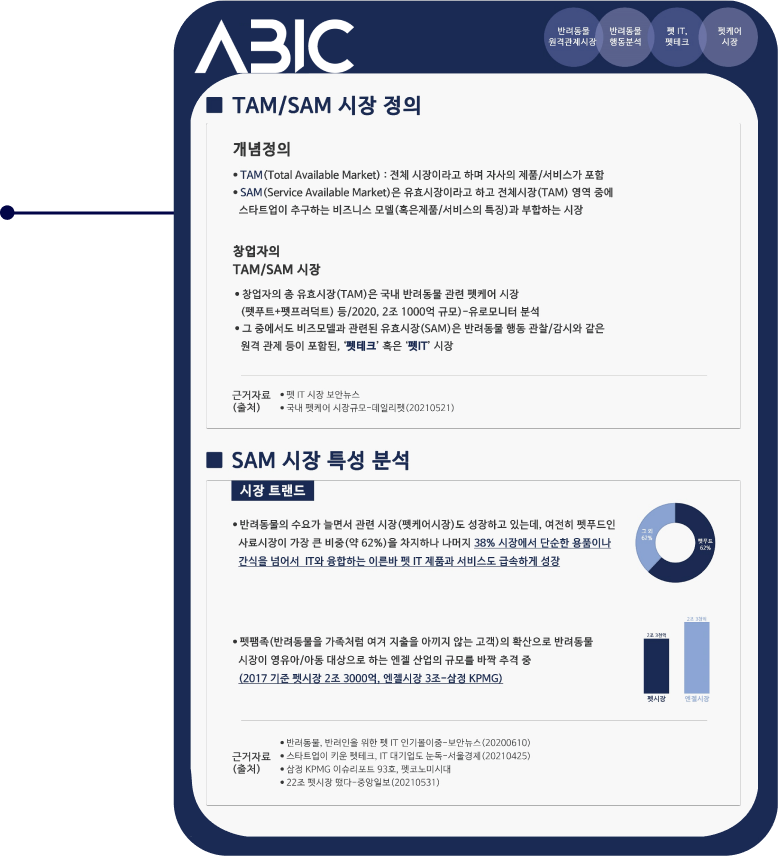 ABIC
반려동물
원격관계시장
반려동물
행동분석
펫 IT,
펫테크
펫케어
시장
TAM/SAM 시장 정의
개념정의
• TAM(Total Available Market) : 전체 시장이라고 하며 자사의 제품/서비스가 포함
• SAM(Service Available Market)은 유효시장이라고 하고 전체시장(TAM) 영역 중에
스타트업이 추구하는 비즈니스 모델(혹은제품/서비스의 특징)과 부합하는 시장
창업자의
TAM/SAM 시장
• 창업자의 총 유효시장(TAM)은 국내 반려동물 관련 펫케어 시장
(펫푸트+펫프러덕트) 등/2020, 2조 1000억 규모)-유로모니터 분석
• 그 중에서도 비즈모델과 관련된 유효시장(SAM)은 반려동물 행동 관찰/감시와 같은
원격 관계 등이 포함된, '펫테크' 혹은 '펫IT' 시장
근거자료
(출처)
• 펫 IT 시장 보안뉴스
• 국내 펫케어 시장규모-데일리펫(20210521)
SAM 시장 특성 분석
시장 트랜드
• 반려동물의 수요가 늘면서 관련 시장(펫케어시장)도 성장하고 있는데, 여전히 펫푸드인
사료시장이 가장 큰 비중(약 62%)을 차지하나 나머지 38% 시장에서 단순한 용품이나
간식을 넘어서 IT와 융합하는 이른바 펫 IT 제품과 서비스도 급속하게 성장
그 외
62%
펫푸드
62%
• 펫팸족(반려동물을 가족처럼 여겨 지출을 아끼지 않는 고객)의 확산으로 반려동물
시장이 영유아/아동 대상으로 하는 엔젤 산업의 규모를 바짝 추격 중
(2017 기준 펫시장 2조 3000억, 엔젤시장 3조-삼정 KPMG)
2조 3천억
2조 3천억
펫시장
엔젤시장
근거자료
(출처)
• 반려동물, 반려인을 위한 펫 IT 인기몰이중-보안뉴스(20200610)
• 스타트업이 키운 펫테크, IT 대기업도 눈독-서울경제(20210425)
• 삼정 KPMG 이슈리포트 93호, 펫코노미시대
• 22조 펫시장 떴다-중앙일보(20210531)